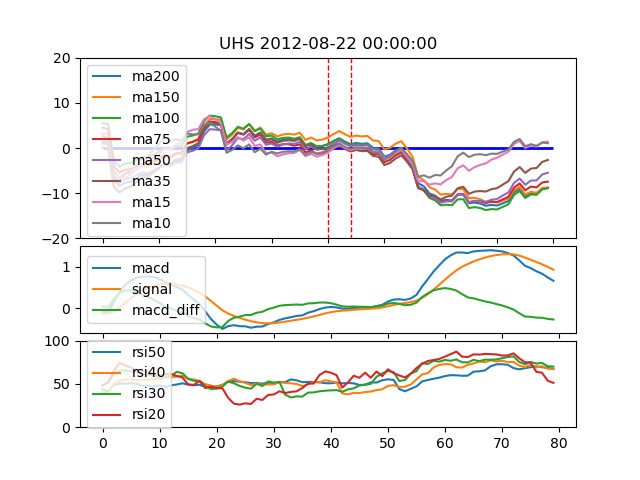 UHS 2012-08-22 00:00:00
20
10
0
−10
−20
ma200
ma150
ma100
ma75
ma50
ma35
ma15
ma10
1
0
macd
signal
macd_diff
100
50
0
rsi50
rsi40
rsi30
rsi20
0 10 20 30 40 50 60 70 80